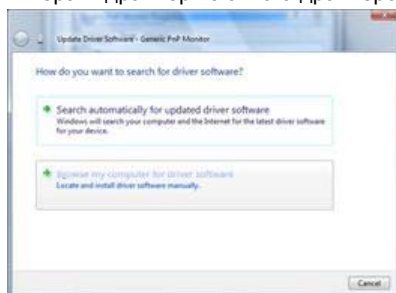 Update Driver Software - Generic PnP Monitor
How do you want to search for driver software?
Search automatically for updated driver software
Windows will search your computer and the Internet for the latest driver software
for your device.
Browse my computer for driver software
Locate and install driver software manually.
Cancel